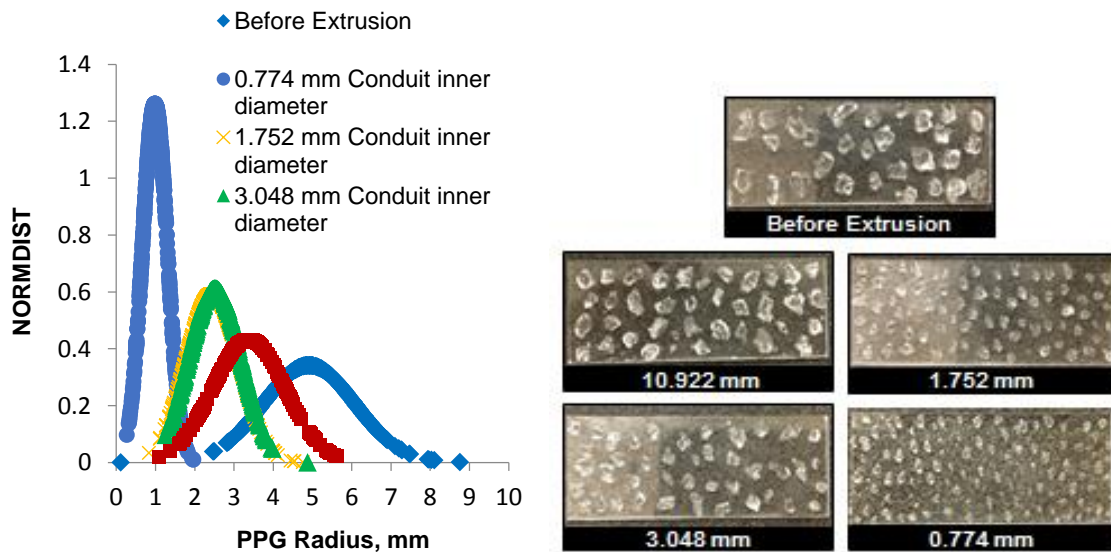 Before Extrusion
0.774 mm Conduit inner
diameter
1.752 mm Conduit inner
diameter
3.048 mm Conduit inner
diameter
NORMDIST
1.4
1.2
1
0.8
0.6
0.4
0.2
0
0 1 2 3 4 5 6 7 8 9 10
PPG Radius, mm
Before Extrusion
10.922 mm
1.752 mm
3.048 mm
0.774 mm